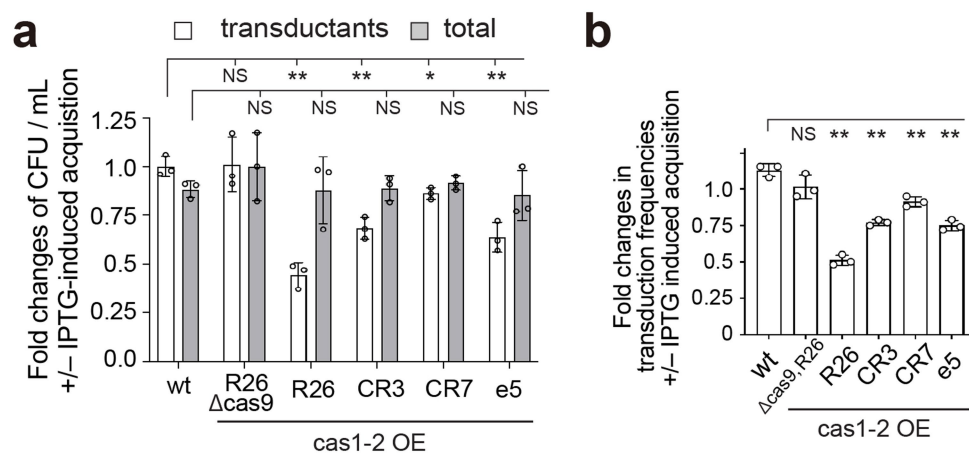 a
transductants total
NS ** ** * **
NS NS NS NS NS
Fold changes of CFU / mL
+/– IPTG-induced acquistion
1.25
1.0
0.75
0.5
0.25
0.0
wt
R26
Δcas9
R26
CR3
CR7
e5
cas1-2 OE
b
NS ** ** ** **
Fold changes in
transduction frequencies
+/– IPTG induced acquisition
1.0
0.75
0.5
0.25
0
wt
Δcas9, R26
R26
CR3
CR7
e5
cas1-2 OE